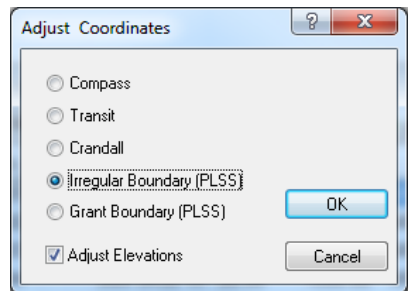 Adjust Coordinates
Compass
Transit
Crandall
Irregular Boundary (PLSS)
Grant Boundary (PLSS)
OK
Adjust Elevations
Cancel